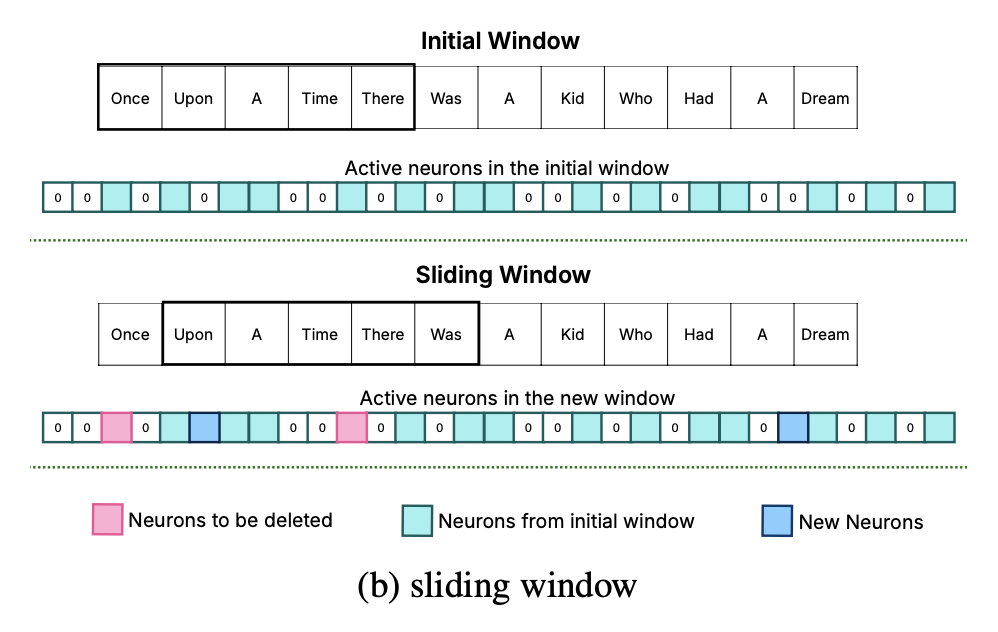 Initial Window
Once Upon A Time There Was A Kid Who Had A Dream
Active neurons in the initial window
0 0 0 0 0 0 0 0 0 0 0 0 0 0 0 0
Sliding Window
Once Upon A Time There Was A Kid Who Had A Dream
Active neurons in the new window
0 0 0 0 0 0 0 0 0 0 0 0 0 0
Neurons to be deleted Neurons from initial window New Neurons
(b) sliding window